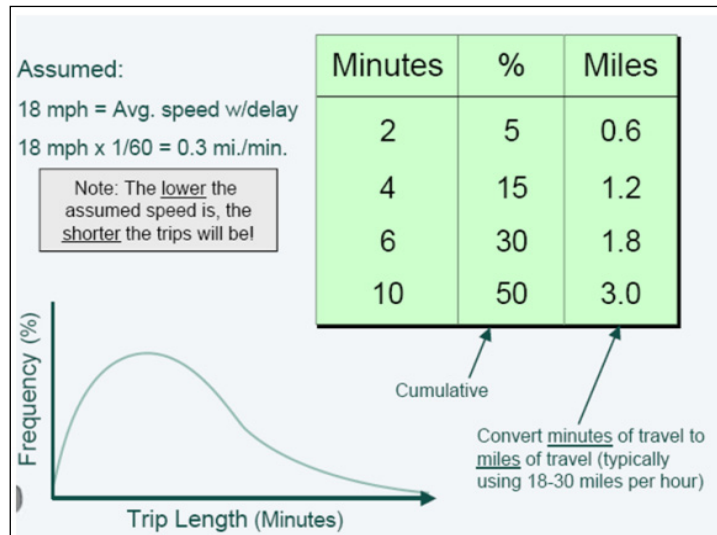 Assumed:
18 mph = Avg. speed w/delay
18 mph x 1/60 = 0.3 mi./min.
Note: The lower the
assumed speed is, the
shorter the trips will be!
Minutes % Miles
2 5 0.6
4 15 1.2
6 30 1.8
10 50 3.0
Cumulative
Convert minutes of travel to
miles of travel (typically
using 18-30 miles per hour)
Frequency (%)
Trip Length (Minutes)